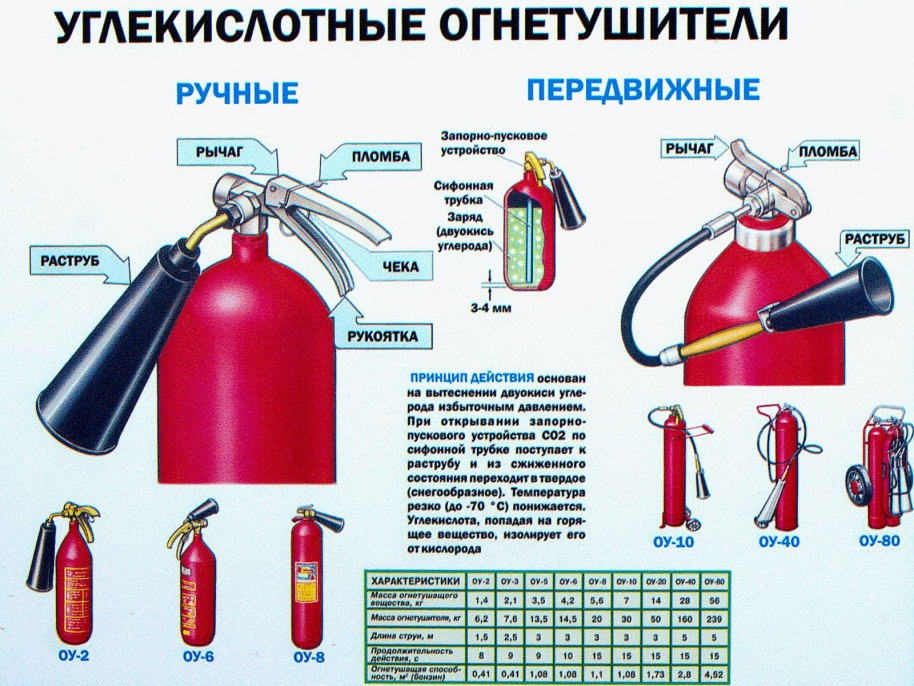 УГЛЕКИСЛОТНЫЕ ОГНЕТУШИТЕЛИ
РУЧНЫЕ
ПЕРЕДВИЖНЫЕ
РЫЧАГ
ПЛОМБА
РАСТРУБ
ЧЕКА
РУКОЯТКА
Запорно-пусковое
устройство
Сифонная
трубка
Заряд
(двуокись
углерода)
3-4 мм
РЫЧАГ
ПЛОМБА
РАСТРУБ
ПРИНЦИП ДЕЙСТВИЯ основан
на вытеснении двуокиси угле-
рода избыточным давлением.
При открывании запорно-
пускового устройства СО2 по
сифонной трубке поступает к
раструбу и из сжиженного
состояния переходит в твердое
(снегообразное). Температура
резко (до -70 °С) понижается.
Углекислота, попадая на горя-
щее вещество, изолирует его
от кислорода
ОУ-2
ОУ-6
ОУ-8
ОУ-10
ОУ-40
ОУ-80
ХАРАКТЕРИСТИКИ ОУ-2 ОУ-3 ОУ-5 ОУ-6 ОУ-8 ОУ-10 ОУ-20 ОУ-40 ОУ-80
Масса огнетушащего
вещества, кг 1,4 2,1 3,5 4,2 5,6 7 14 28 56
Масса огнетушителя, кг 6,2 7,6 13,5 14,5 20 30 50 160 239
Длина струи, м 1,5 2,5 3 3 3 3 3 5 5
Продолжительность
действия, с 8 9 9 10 15 15 15 15 15
Огнетушащая способ-
ность, м² (бензин) 0,41 0,41 1,08 1,08 1,1 1,08 1,73 2,8 4,52